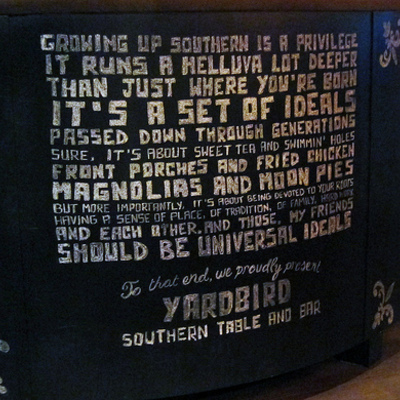 GROWING UP SOUTHERN IS A PRIVILEGE
IT RUNS A HELLUVA LOT DEEPER
THAN JUST WHERE YOU'RE BORN
IT'S A SET OF IDEALS
PASSED DOWN THROUGH GENERATIONS
SURE, IT'S ABOUT SWEET TEA AND SWIMMIN' HOLES
FRONT PORCHES AND FRIED CHICKEN
MAGNOLIAS AND MOON PIES
BUT MORE IMPORTANTLY, IT'S ABOUT BEING DEVOTED TO YOUR ROOTS
HAVING A SENSE OF PLACE, OF TRADITION, OF FAMILY, HARD WORK
AND EACH OTHER. AND THOSE, MY FRIENDS
SHOULD BE UNIVERSAL IDEALS
To that end, we proudly present
YARDBIRD
SOUTHERN TABLE AND BAR